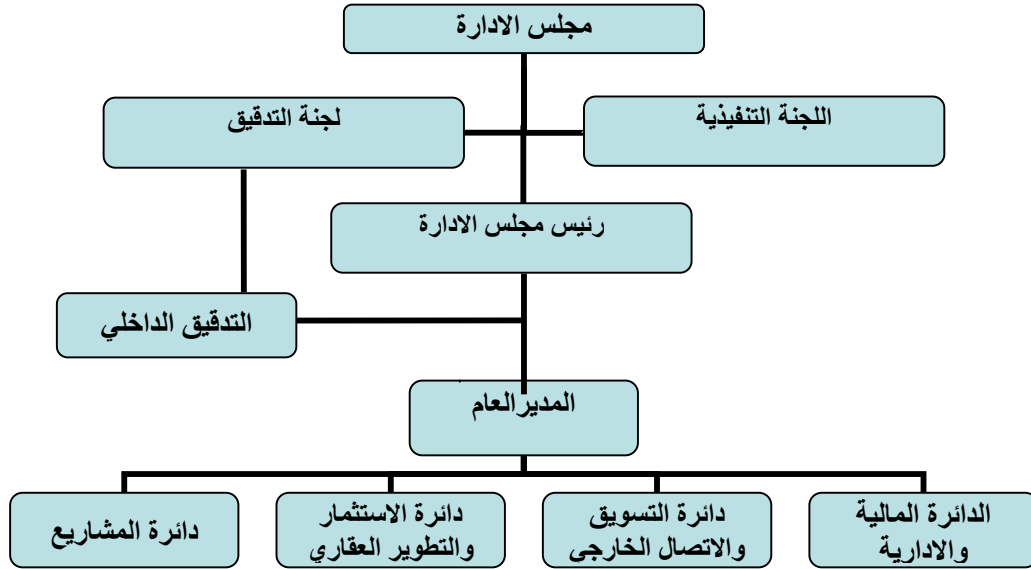 مجلس الادارة
اللجنة التنفيذية
لجنة التدقيق
رئيس مجلس الادارة
التدقيق الداخلي
المديرالعام
الدائرة المالية
والادارية
دائرة التسويق
والاتصال الخارجي
دائرة الاستثمار
والتطوير العقاري
دائرة المشاريع